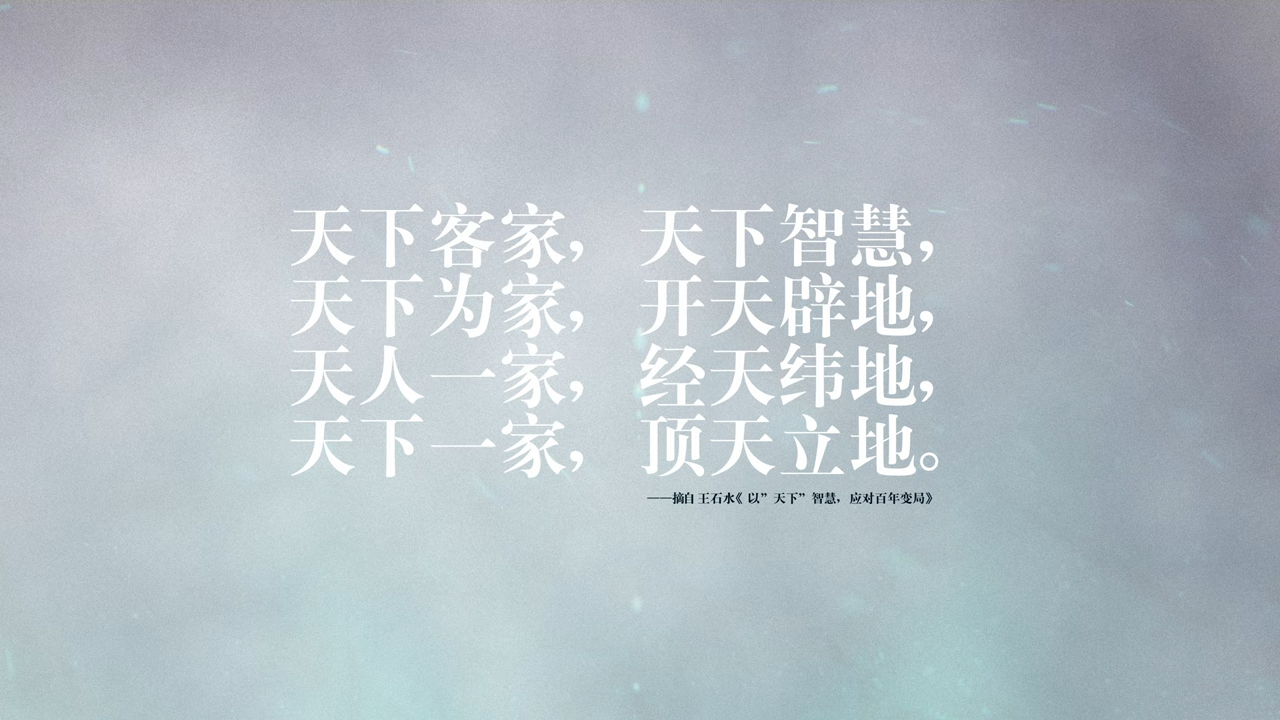 天下客家， 天下智慧，
天下为家， 开天辟地，
天人一家， 经天纬地，
天下一家， 顶天立地。
——摘自 王石水《 以”天下”智慧，应对百年变局》